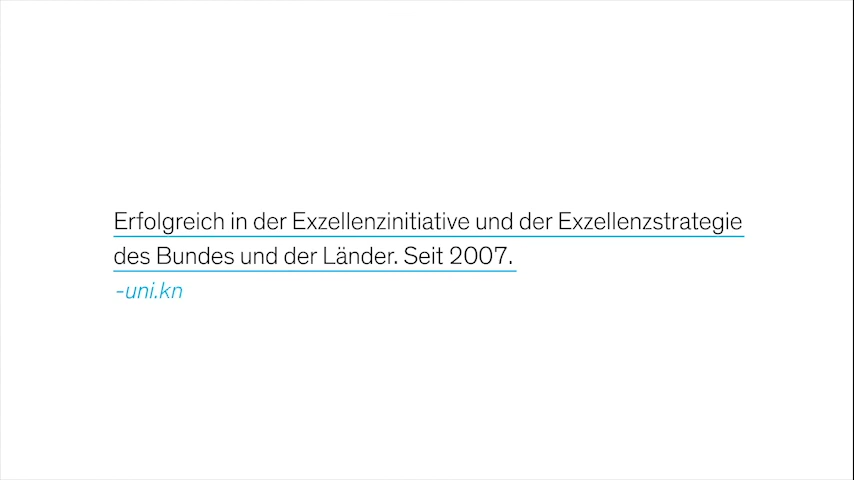 Erfolgreich in der Exzellenzinitiative und der Exzellenzstrategie
des Bundes und der Länder. Seit 2007.
-uni.kn